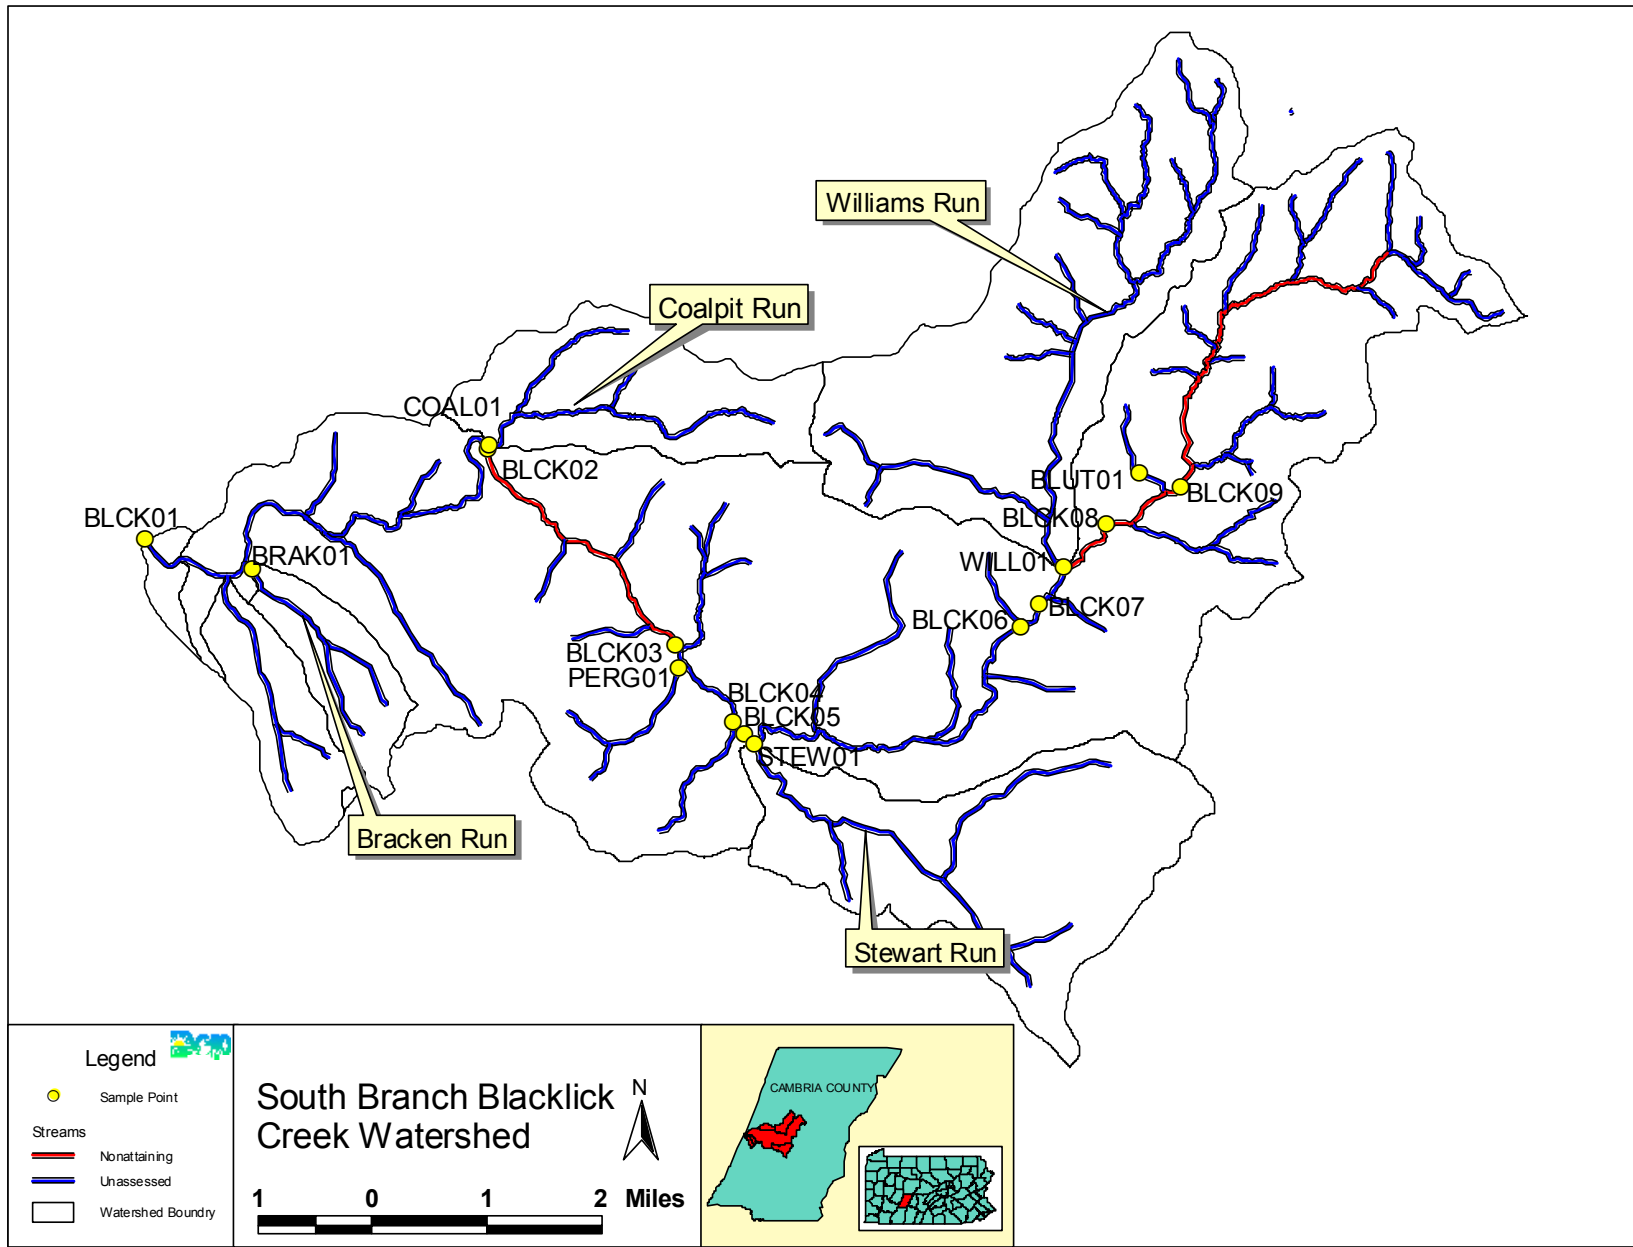 Williams Run
Coalpit Run
COAL01
BLCK02
BLUT01
BLCK09
BLCK08
BLCK01
BRAK01
WILL01
BLCK07
BLCK06
BLCK03
PERG01
BLCK04
BLCK05
STEW01
Bracken Run
Stewart Run
Legend
Dep
Sample Point
Streams
Nonattaining
Unassessed
Watershed Boundry
South Branch Blacklick
Creek Watershed
N
1 0 1 2 Miles
CAMBRIA COUNTY